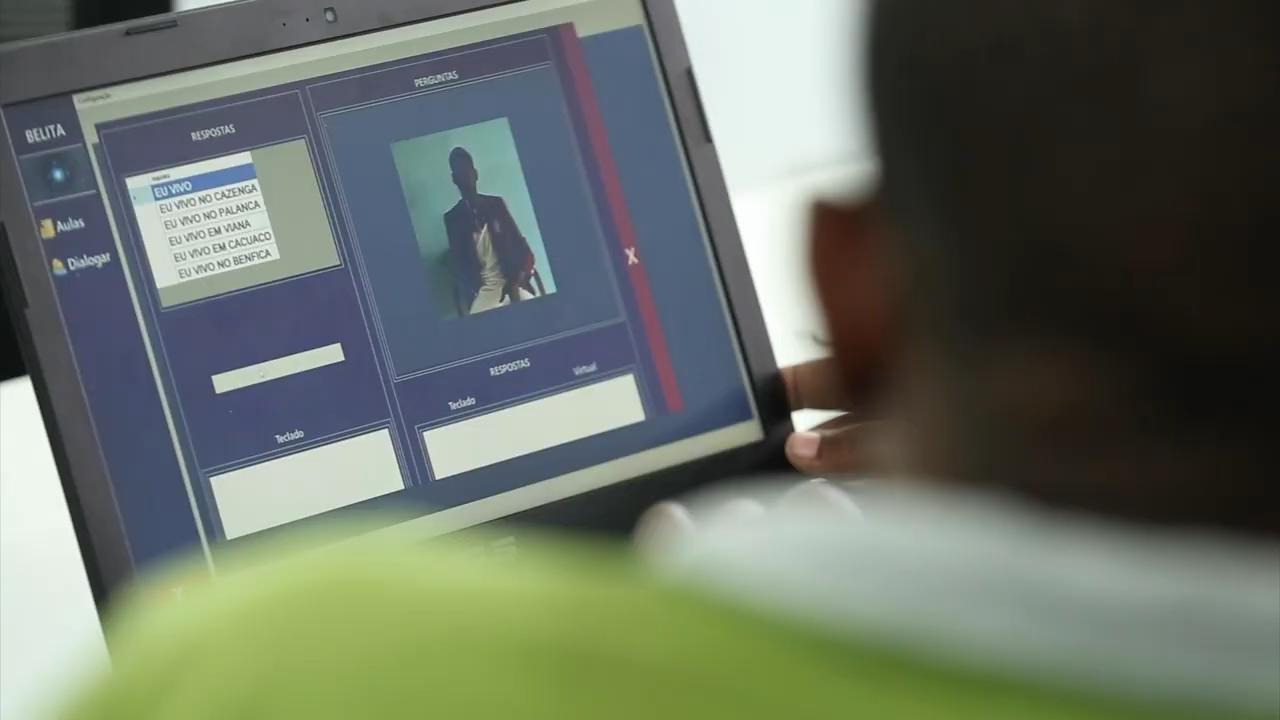 BELITA
Aulas
Dialogar
RESPOSTAS
EU VIVO
EU VIVO NO CAZENGA
EU VIVO NO PALANCA
EU VIVO EM VIANA
EU VIVO EM CACUACO
EU VIVO NO BENFICA
Teclado
PERGUNTAS
X
RESPOSTAS
Teclado
Virtual